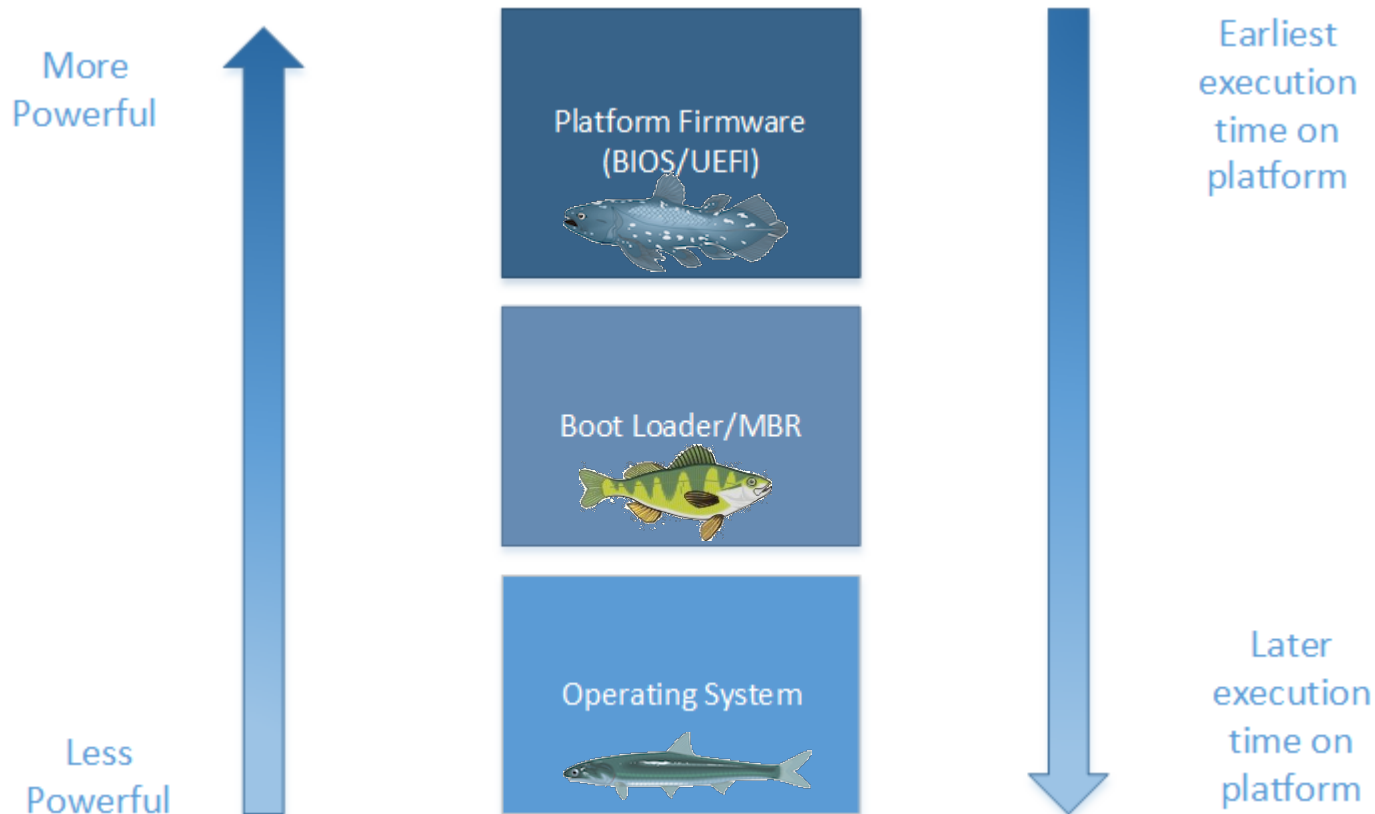 More
Powerful
Platform Firmware
(BIOS/UEFI)
Earliest
execution
time on
platform
Boot Loader/MBR
Operating System
Less
Powerful
Later
execution
time on
platform